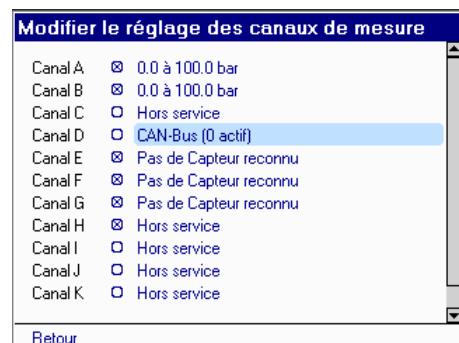 Modifier le réglage des canaux de mesure
Canal A 0.0 à 100.0 bar
Canal B 0.0 à 100.0 bar
Canal C Hors service
Canal D CAN-Bus (0 actif)
Canal E Pas de Capteur reconnu
Canal F Pas de Capteur reconnu
Canal G Pas de Capteur reconnu
Canal H Hors service
Canal I Hors service
Canal J Hors service
Canal K Hors service
Retour